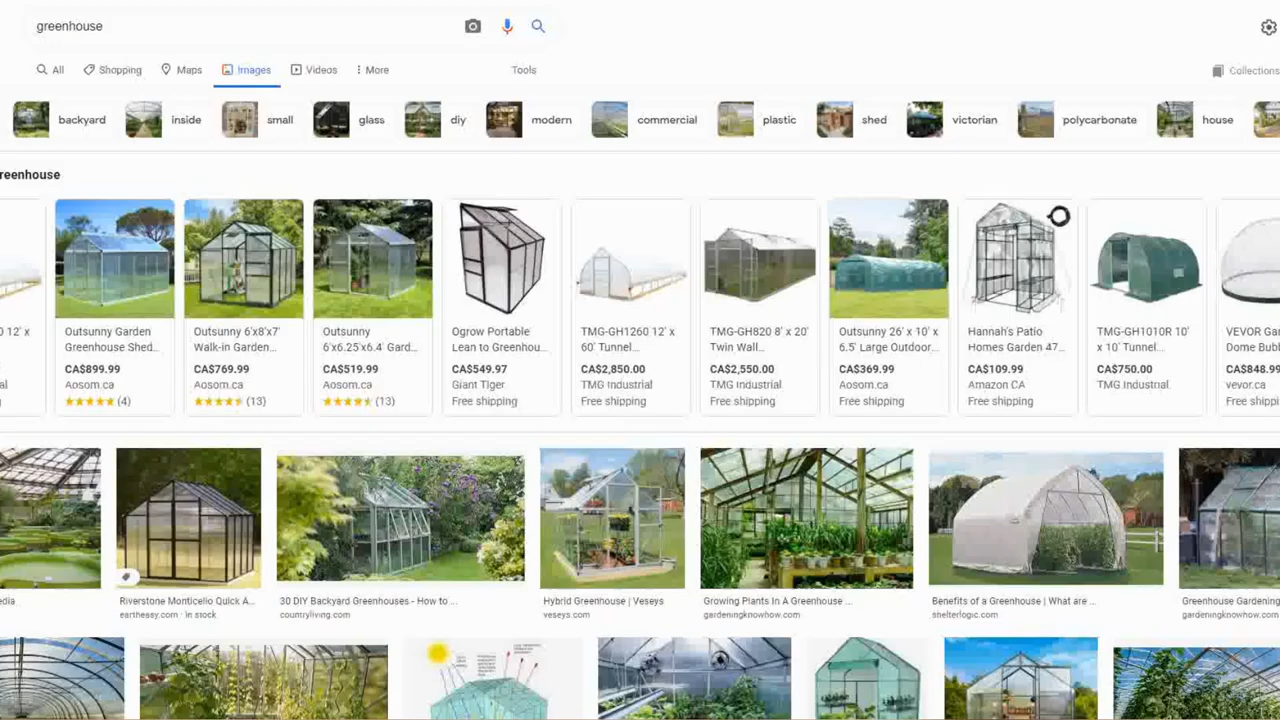 greenhouse
All
Shopping
Maps
Images
Videos
More
Tools
Collections
backyard
inside
small
glass
diy
modern
commercial
plastic
shed
victorian
polycarbonate
house
reenhouse
0 12' x
al
g
Outsunny Garden
Greenhouse Shed...
CA$899.99
Aosom.ca
★★★★★ (4)
Outsunny 6'x8'x7'
Walk-in Garden...
CA$769.99
Aosom.ca
(13)
Outsunny
6'x6.25'x6.4' Gard...
CA$519.99
Aosom.ca
(13)
Ogrow Portable
Lean to Greenhou...
CA$549.97
Giant Tiger
Free shipping
TMG-GH1260 12' x
60' Tunnel...
CA$2,850.00
TMG Industrial
Free shipping
TMG-GH820 8' x 20'
Twin Wall...
CA$2,550.00
TMG Industrial
Free shipping
Outsunny 26' x 10' x
6.5' Large Outdoor...
CA$369.99
Aosom.ca
Free shipping
Hannah's Patio
Homes Garden 47...
CA$109.99
Amazon CA
Free shipping
TMG-GH1010R 10'
x 10' Tunnel...
CA$750.00
TMG Industrial
VEVOR Gar
Dome Bubb
CA$848.99
vevor.ca
Free shippi
edia
Riverstone Monticello Quick A...
eartheasy.com · In stock
30 DIY Backyard Greenhouses - How to ...
countryliving.com
Hybrid Greenhouse | Veseys
veseys.com
Growing Plants In A Greenhouse ...
gardeningknowhow.com
Benefits of a Greenhouse | What are ...
shelterlogic.com
Greenhouse Gardening
gardeningknowhow.com